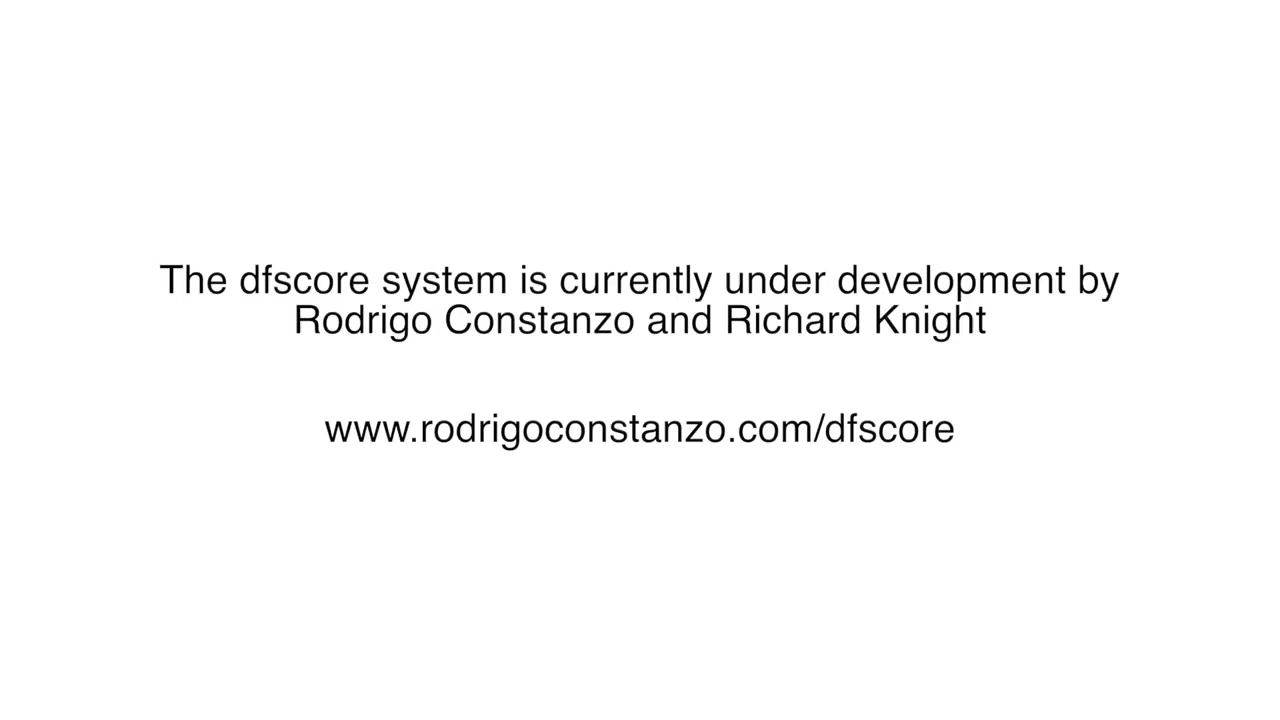 The dfscore system is currently under development by
Rodrigo Constanzo and Richard Knight
www.rodrigoconstanzo.com/dfscore